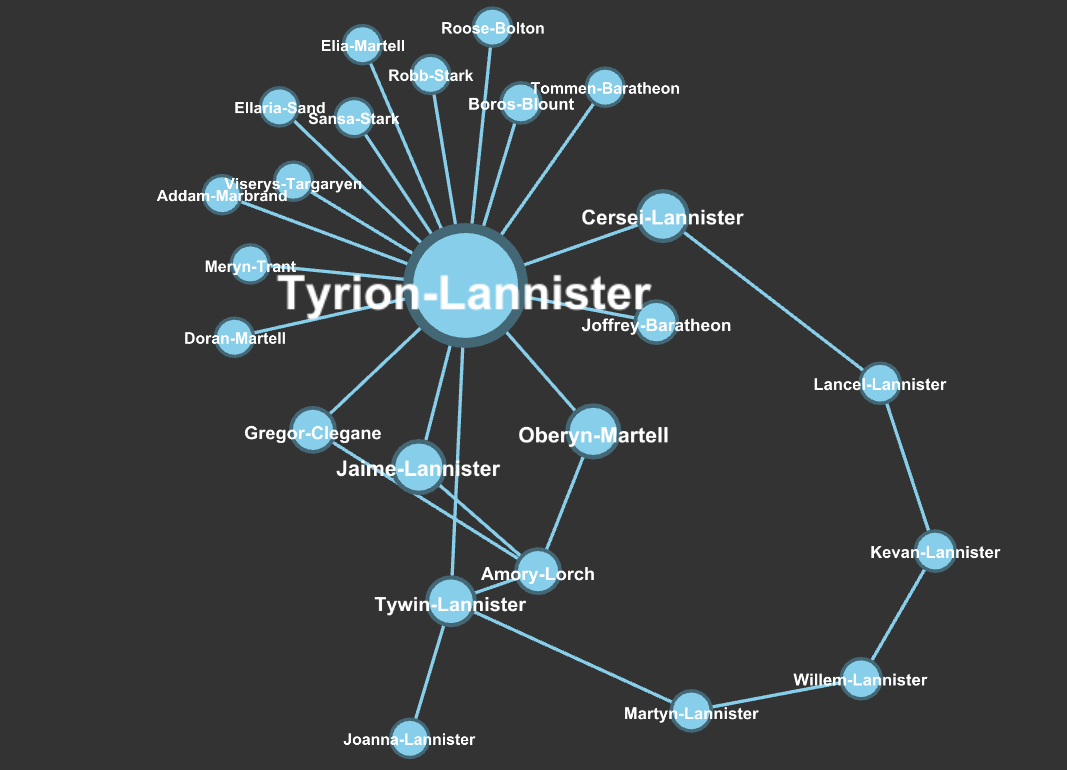 Roose-Bolton
Elia-Martell
Robb-Stark
Tommen-Baratheon
Boros-Blount
Ellaria-Sand
Sansa-Stark
Viserys-Targaryen
Addam-Marbrand
Cersei-Lannister
Meryn-Trant
Tyrion-Lannister
Joffrey-Baratheon
Doran-Martell
Lancel-Lannister
Gregor-Clegane
Oberyn-Martell
Jaime-Lannister
Kevan-Lannister
Amory-Lorch
Tywin-Lannister
Willem-Lannister
Martyn-Lannister
Joanna-Lannister